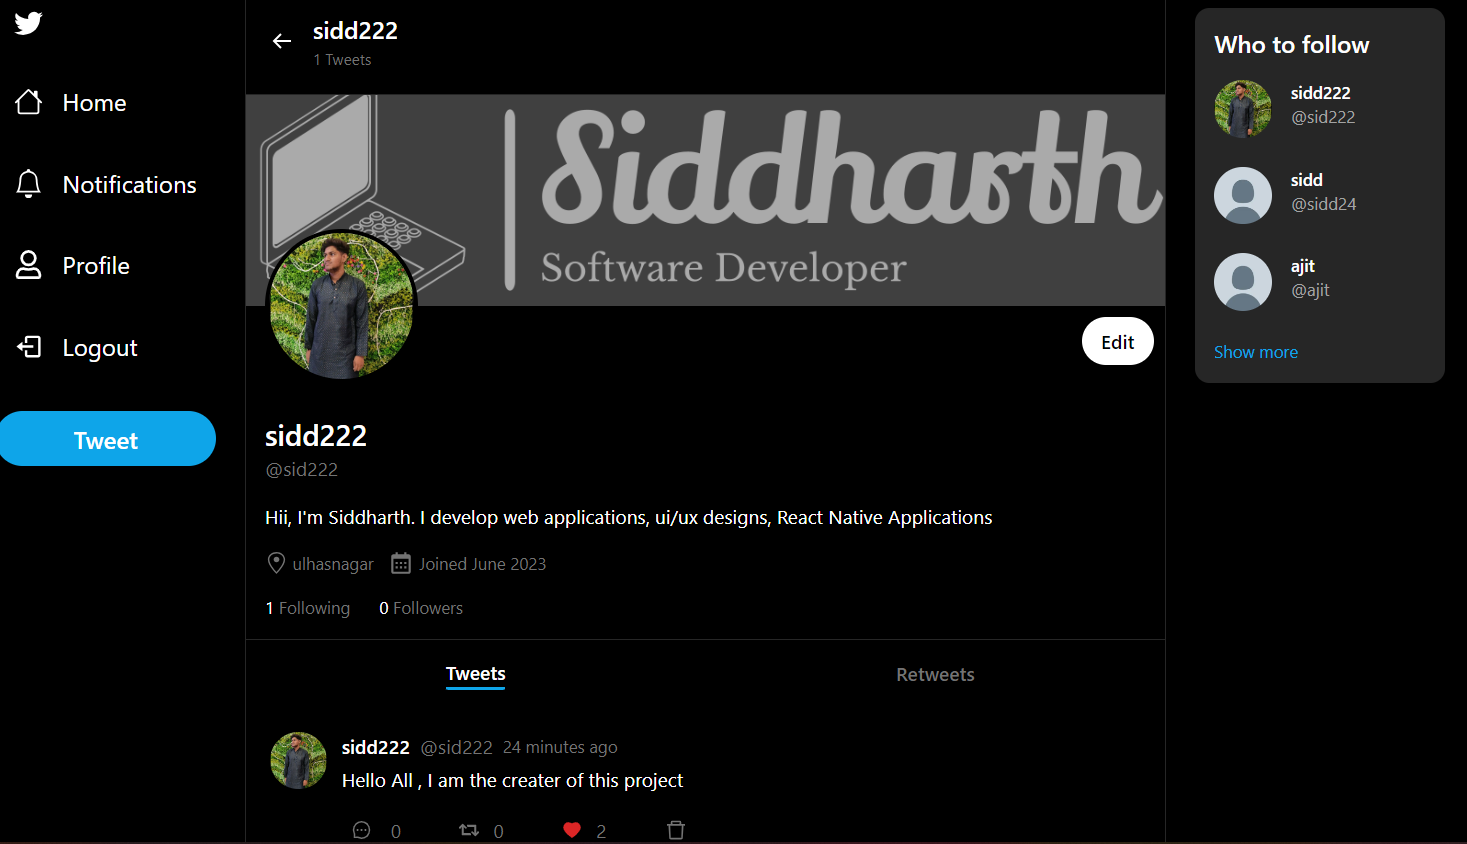 Home
Notifications
Profile
Logout
Tweet
sidd222
1 Tweets
Siddharth
Software Developer
Edit
sidd222
@sid222
Hii, I'm Siddharth. I develop web applications, ui/ux designs, React Native Applications
ulhasnagar Joined June 2023
1 Following 0 Followers
Tweets Retweets
sidd222 @sid222 24 minutes ago
Hello All , I am the creater of this project
0 0 2
Who to follow
sidd222
@sid222
sidd
@sidd24
ajit
@ajit
Show more